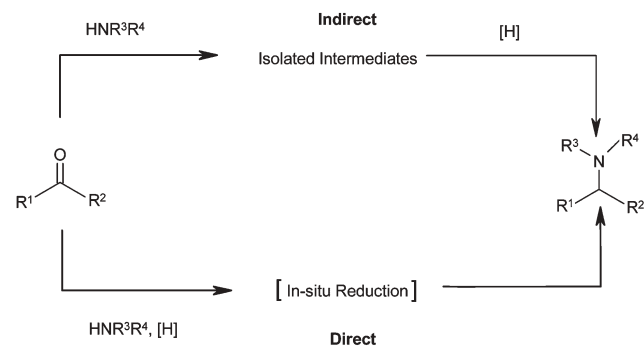 Indirect
HNR³R⁴
[H]
Isolated Intermediates
O
R¹
R²
R³
R⁴
N
R¹
R²
[ In-situ Reduction ]
HNR³R⁴, [H]
Direct